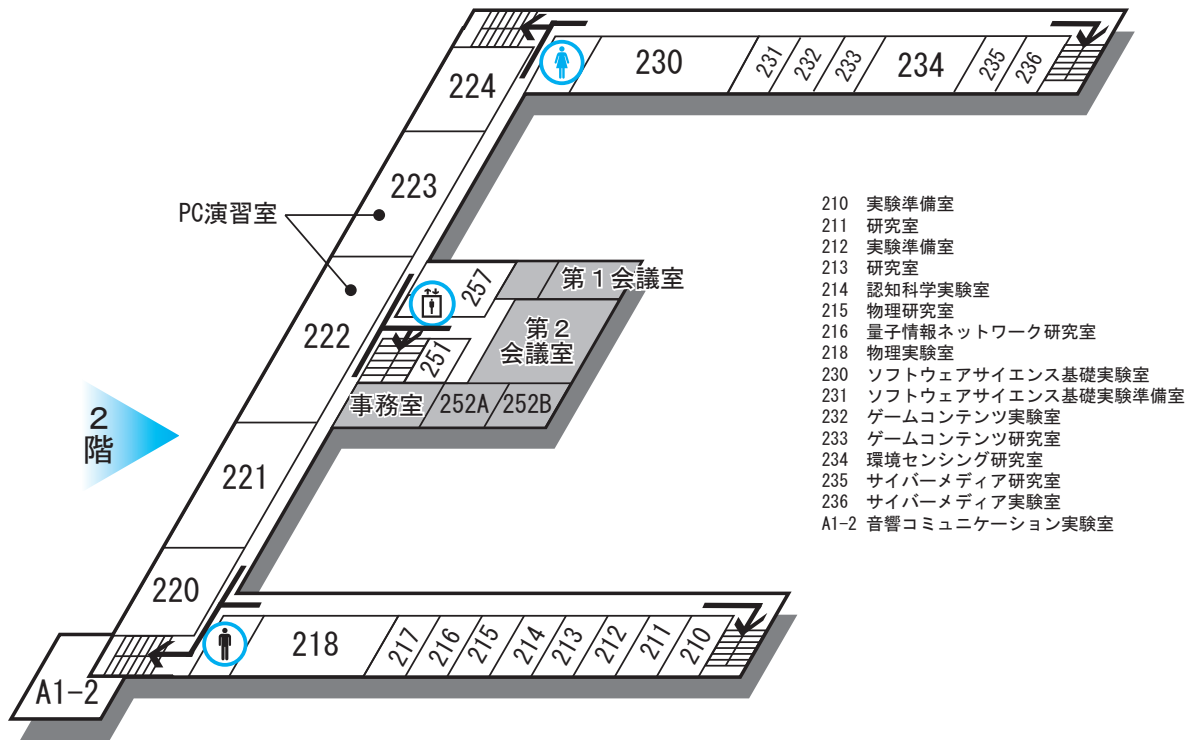 230
231
232
233
234
235
236
224
223
PC演習室
257
第1会議室
222
第2
会議室
251
事務室
252A
252B
2
階
221
220
218
217
216
215
214
213
212
211
210
A1-2
210 実験準備室
211 研究室
212 実験準備室
213 研究室
214 認知科学実験室
215 物理研究室
216 量子情報ネットワーク研究室
218 物理実験室
230 ソフトウェアサイエンス基礎実験室
231 ソフトウェアサイエンス基礎実験準備室
232 ゲームコンテンツ実験室
233 ゲームコンテンツ研究室
234 環境センシング研究室
235 サイバーメディア研究室
236 サイバーメディア実験室
A1-2 音響コミュニケーション実験室